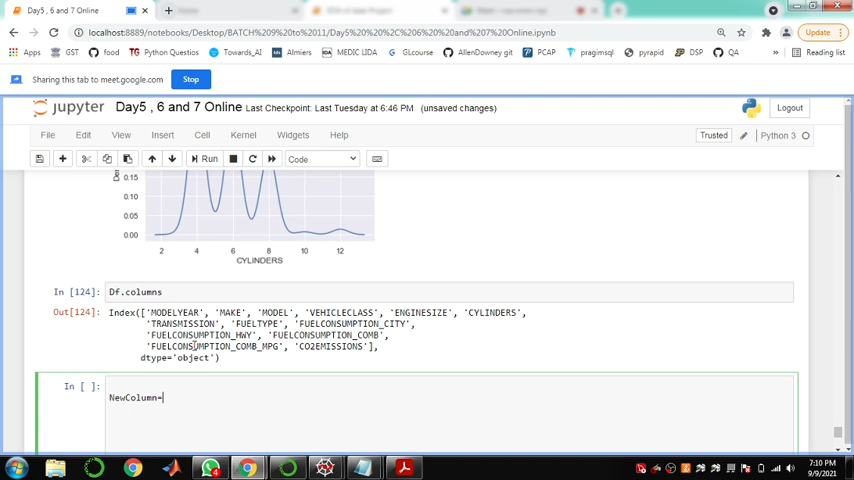 Day5, 6 and 7 Online
localhost:8889/notebooks/Desktop/BATCH%209%20to%2011/Day5%20%2C%206%20and%207%20Online.ipynb
Update
Apps
GST
food
Python Questions
Towards_AI
AImiers
MEDIC LIDA
GLcourse
AllenDowney git
PCAP
pragimsql
pyrapid
DSP
QA
»
Reading list
Sharing this tab to meet.google.com
Stop
jupyter
Day5 , 6 and 7 Online Last Checkpoint: Last Tuesday at 6:46 PM (unsaved changes)
Logout
File Edit View Insert Cell Kernel Widgets Help
Trusted
Python 3
Run
Code
0.15
0.10
0.05
0.00
2 4 6 8 10 12
CYLINDERS
In [124]: Df.columns
Out[124]: Index(['MODELYEAR', 'MAKE', 'MODEL', 'VEHICLECLASS', 'ENGINESIZE', 'CYLINDERS',
'TRANSMISSION', 'FUELTYPE', 'FUELCONSUMPTION_CITY',
'FUELCONSUMPTION_HWY', 'FUELCONSUMPTION_COMB',
'FUELCONSUMPTION_COMB_MPG', 'CO2EMISSIONS'],
dtype='object')
In [ ]:
NewColumn=
4
7:10 PM
9/9/2021